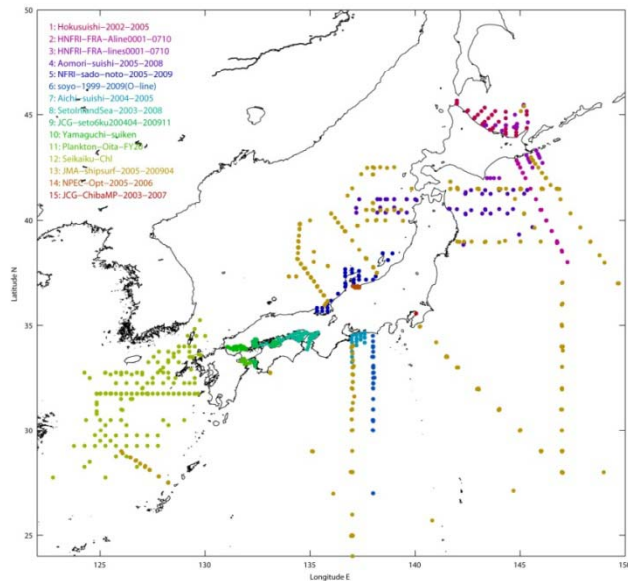 1: Hokusuishi-2002-2005
2: HNFRI-FRA-Aline0001-0710
3: HNFRI-FRA-lines0001-0710
4: Aomori-suishi-2005-2008
5: NFRI-sado-noto-2005-2009
6: soyo-1999-2009(O-line)
7: Aichi-suishi-2004-2005
8: SetoInlandSea-2003-2008
9: JCG-seto6ku200404-200911
10: Yamaguchi-suiken
11: Plankton-Oita-FY20
12: Seikaiku-Chl
13: JMA-shipsurf-2005-200904
14: NPEC-Opt-2005-2006
15: JCG-ChibaMP-2003-2007
50
45
40
35
30
25
Latitude N
125
130
135
140
145
150
Longitude E